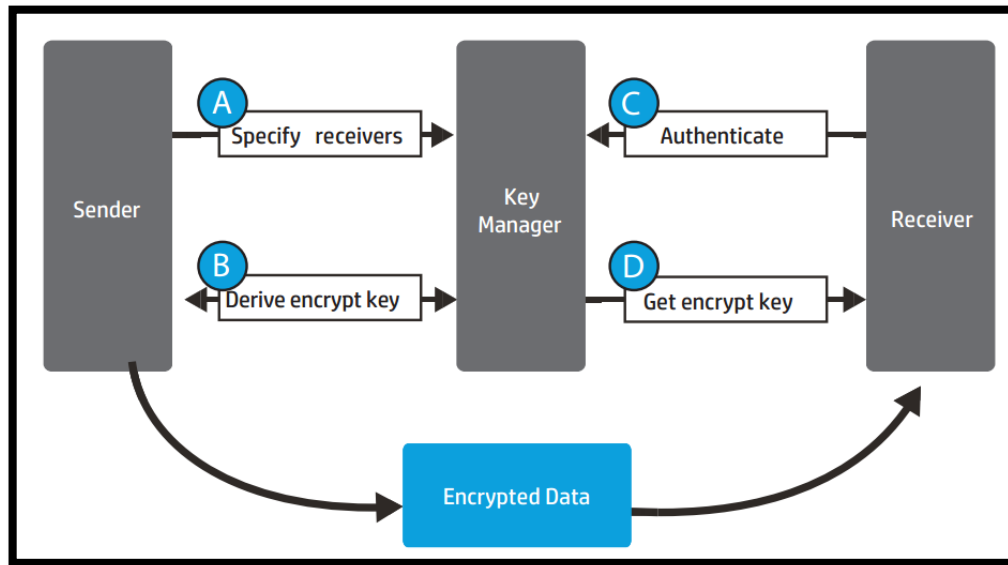 A
Specify receivers
C
Authenticate
Sender
Key
Manager
Receiver
B
Derive encrypt key
D
Get encrypt key
Encrypted Data